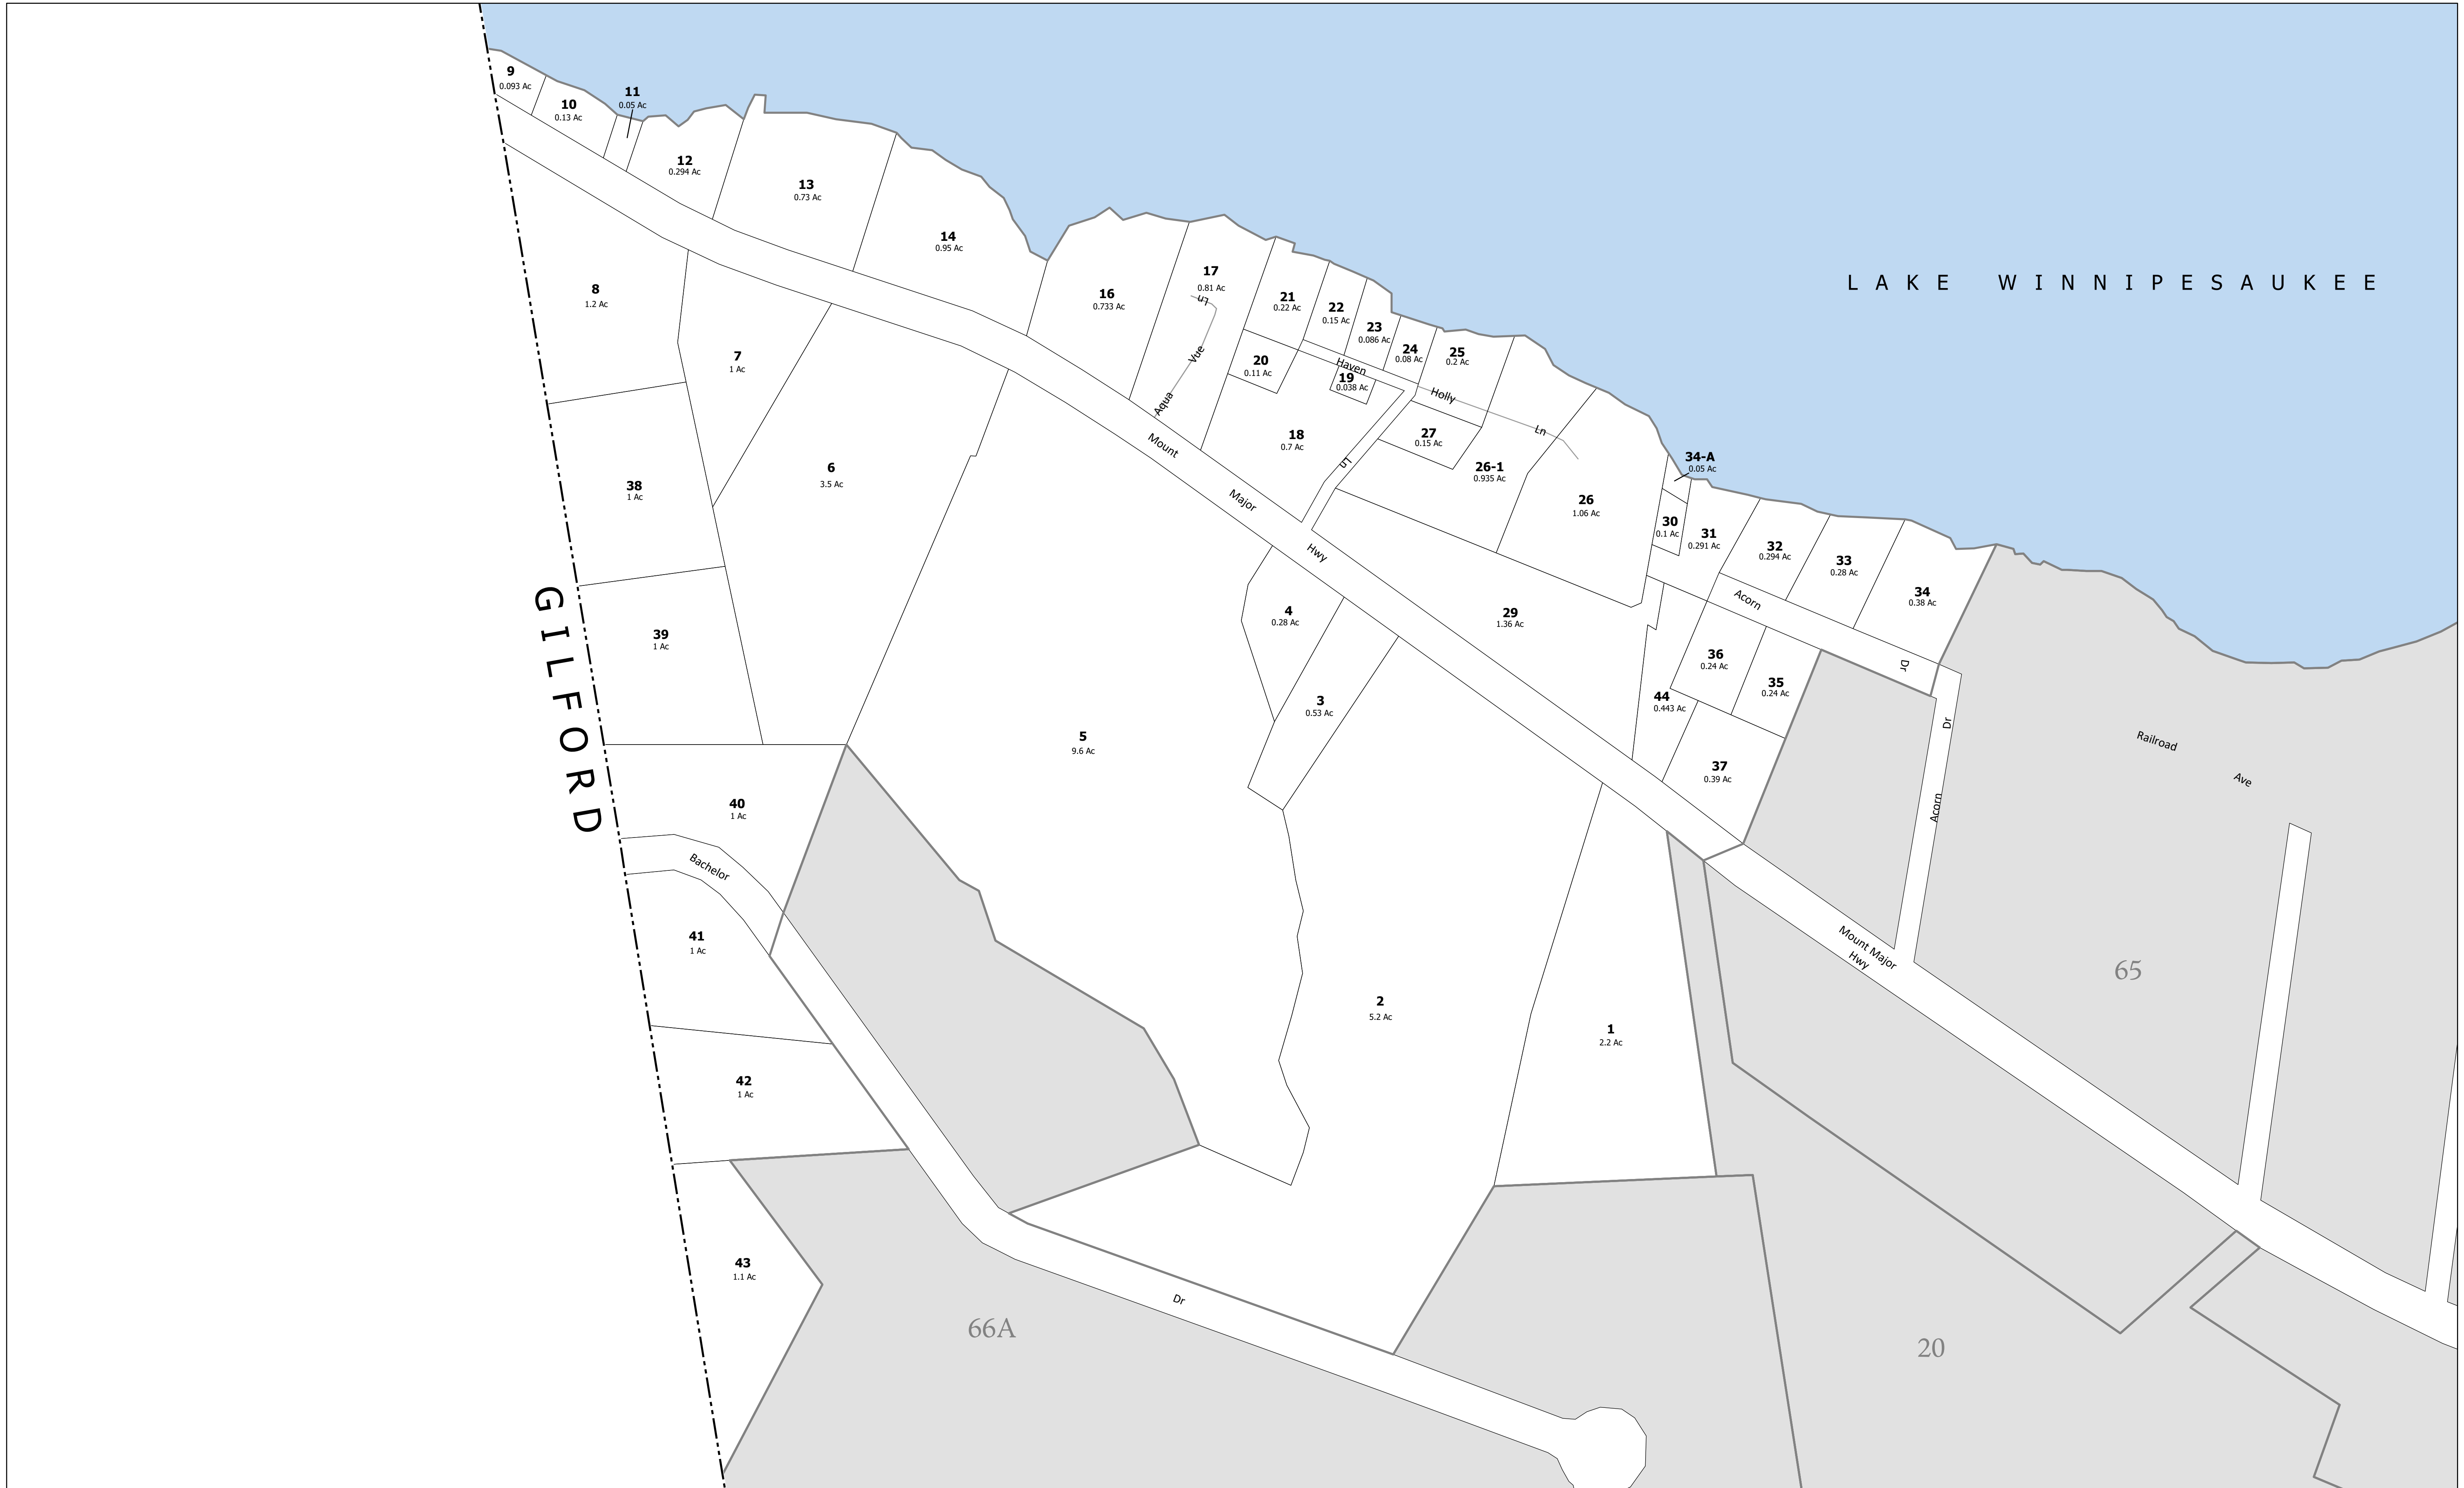 9
0.093 Ac
10
0.13 Ac
11
0.05 Ac
12
0.294 Ac
13
0.73 Ac
14
0.95 Ac
16
0.733 Ac
17
0.81 Ac
Aqua Vue Ln
21
0.22 Ac
22
0.15 Ac
23
0.086 Ac
24
0.08 Ac
25
0.2 Ac
20
0.11 Ac
19
0.038 Ac
Haven Ln
Holly Ln
18
0.7 Ac
27
0.15 Ac
26-1
0.935 Ac
26
1.06 Ac
LAKE WINNIPESAUKEE
8
1.2 Ac
7
1 Ac
6
3.5 Ac
38
1 Ac
39
1 Ac
GILFORD
Mount Major Hwy
34-A
0.05 Ac
30
0.1 Ac
31
0.291 Ac
32
0.294 Ac
33
0.28 Ac
34
0.38 Ac
Acorn Dr
4
0.28 Ac
3
0.53 Ac
29
1.36 Ac
36
0.24 Ac
35
0.24 Ac
44
0.443 Ac
37
0.39 Ac
5
9.6 Ac
Acorn Dr
Railroad Ave
40
1 Ac
Bachelor
41
1 Ac
42
1 Ac
43
1.1 Ac
2
5.2 Ac
1
2.2 Ac
Mount Major
Hwy
65
66A
Dr
20